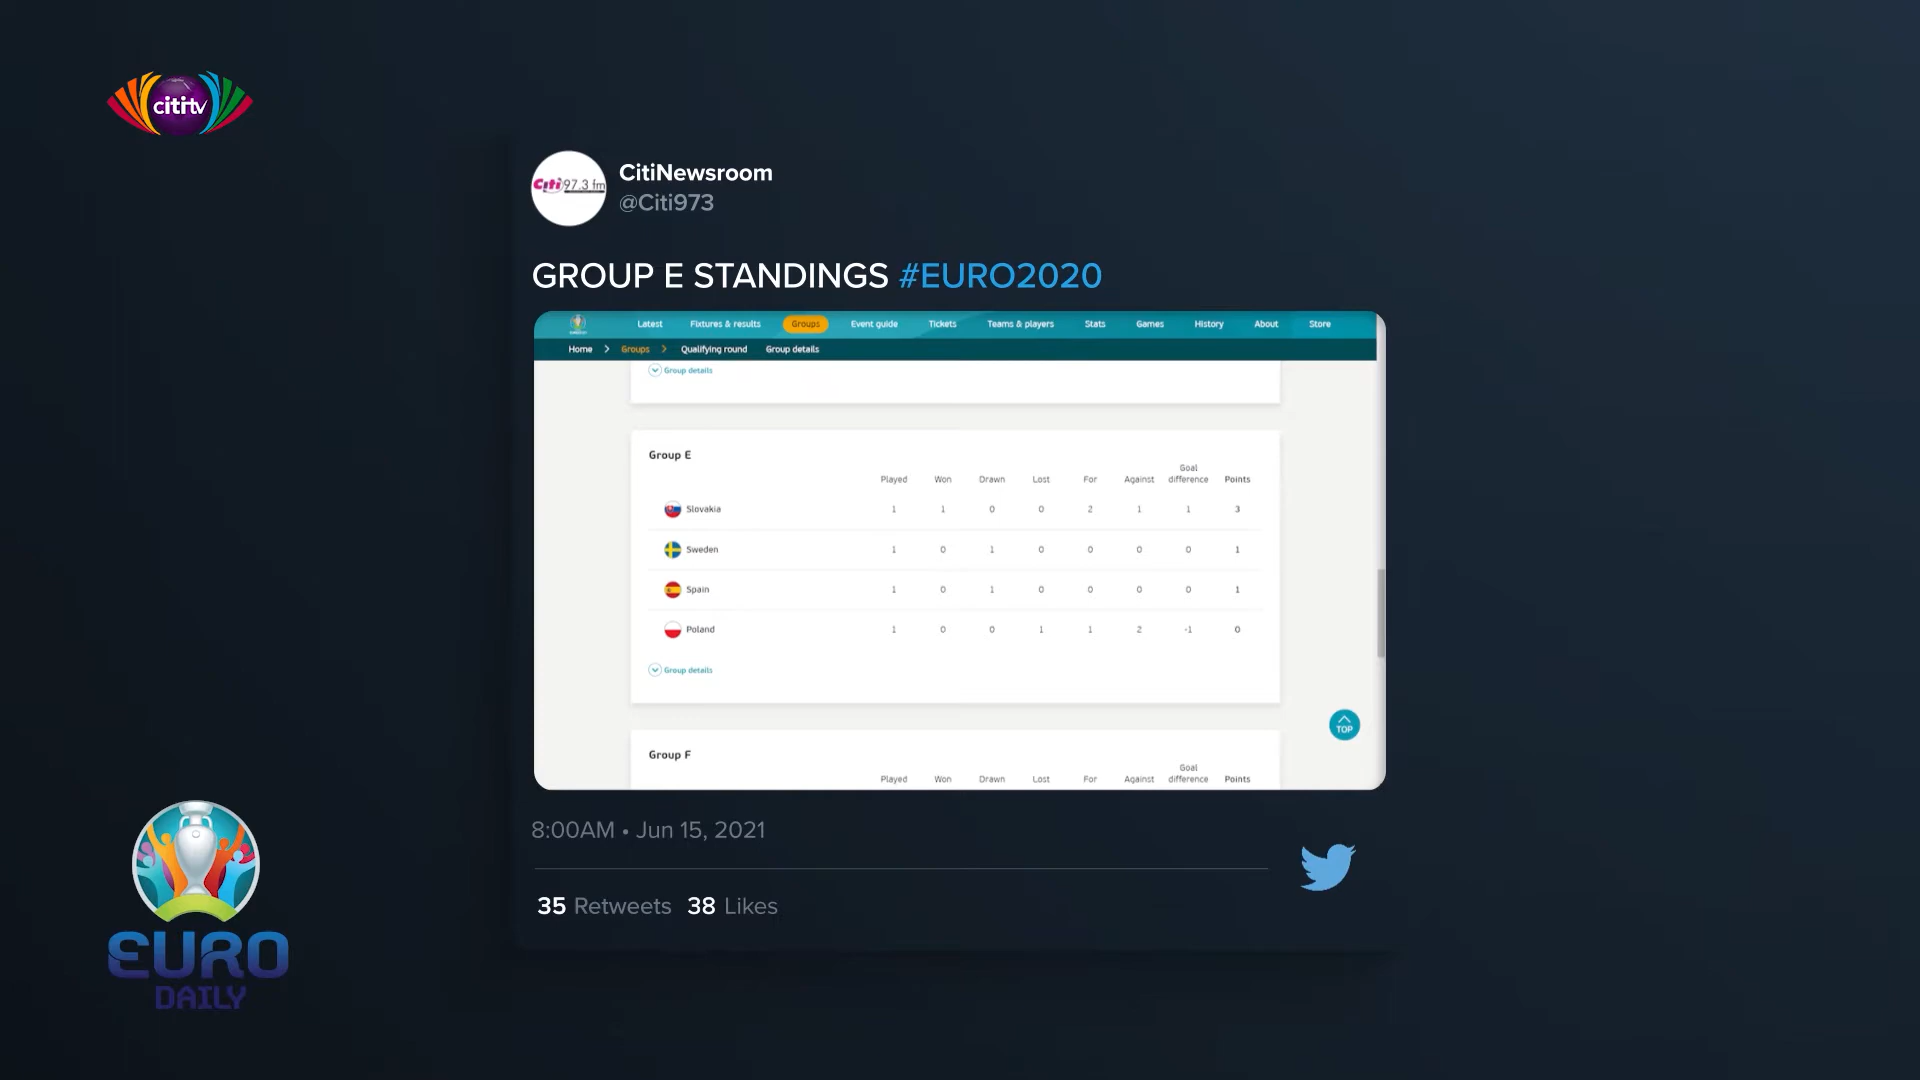 cititv
Citi 97.3 fm
CitiNewsroom
@Citi973
GROUP E STANDINGS #EURO2020
Latest Fixtures & results Groups Event guide Tickets Teams & players Stats Games History About Store
Home > Groups > Qualifying round Group details
Group details
Group E
Played Won Drawn Lost For Against Goal difference Points
Slovakia 1 1 0 0 2 1 1 3
Sweden 1 0 1 0 0 0 0 1
Spain 1 0 1 0 0 0 0 1
Poland 1 0 0 1 1 2 -1 0
Group details
TOP
Group F
Played Won Drawn Lost For Against Goal difference Points
8:00AM • Jun 15, 2021
35 Retweets 38 Likes
EURO
DAILY